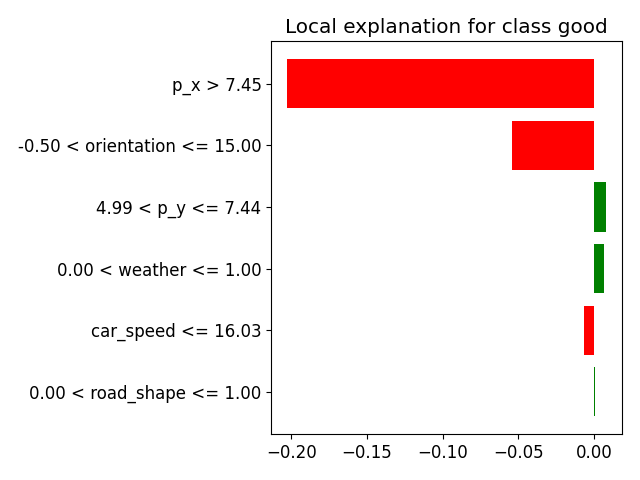 Local explanation for class good
p_x > 7.45
-0.50 < orientation <= 15.00
4.99 < p_y <= 7.44
0.00 < weather <= 1.00
car_speed <= 16.03
0.00 < road_shape <= 1.00
−0.20 −0.15 −0.10 −0.05 0.00